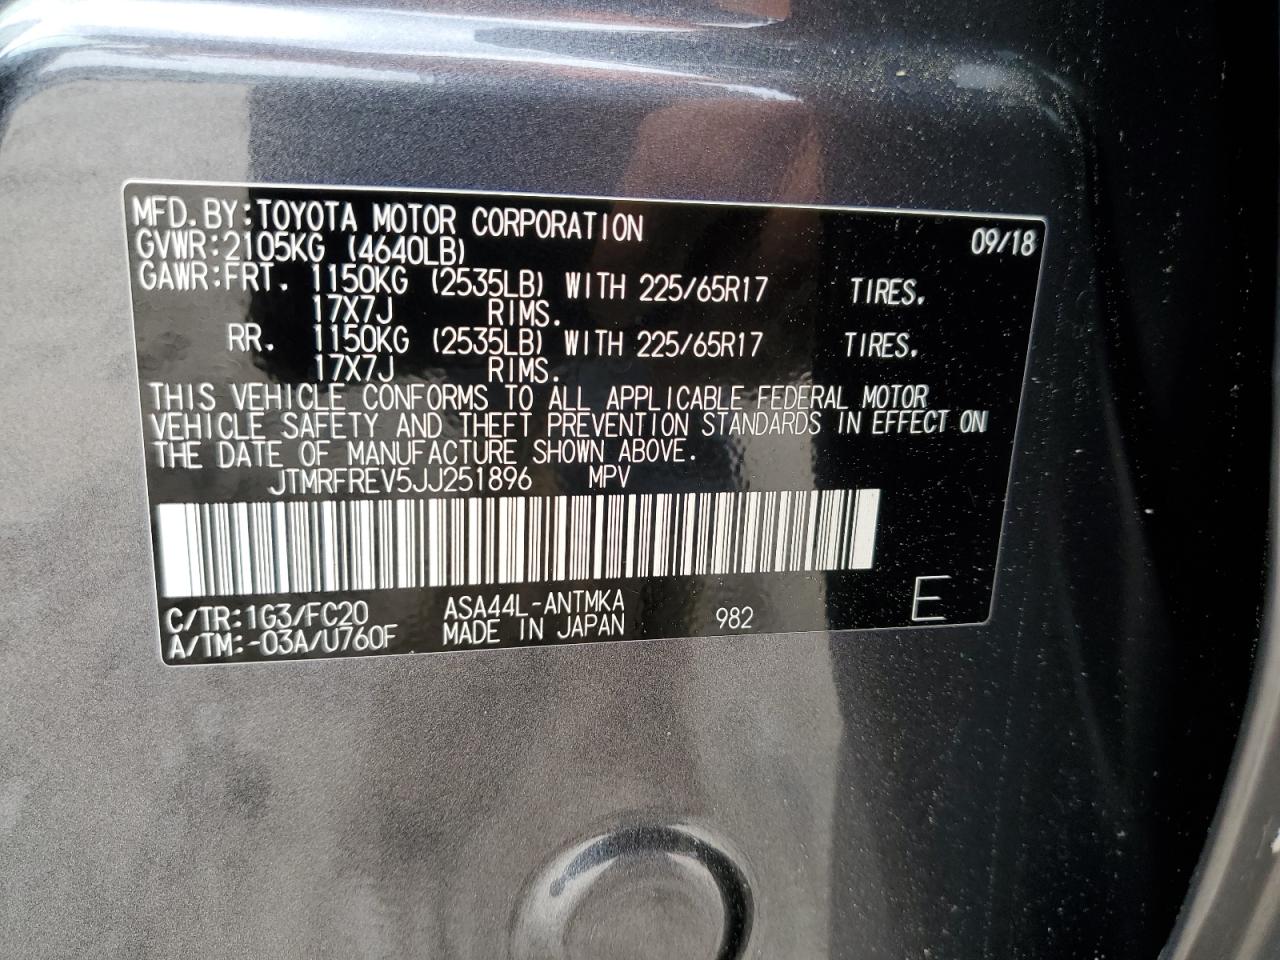 MFD.BY:TOYOTA MOTOR CORPORATION 09/18
GVWR:2105KG (4640LB)
GAWR:FRT. 1150KG (2535LB) WITH 225/65R17 TIRES.
17X7J RIMS.
RR. 1150KG (2535LB) WITH 225/65R17 TIRES.
17X7J RIMS.
THIS VEHICLE CONFORMS TO ALL APPLICABLE FEDERAL MOTOR
VEHICLE SAFETY AND THEFT PREVENTION STANDARDS IN EFFECT ON
THE DATE OF MANUFACTURE SHOWN ABOVE.
JTMRFREV5JJ251896 MPV
C/TR:1G3/FC20 ASA44L-ANTMKA 982 E
A/TM:-03A/U760F MADE IN JAPAN